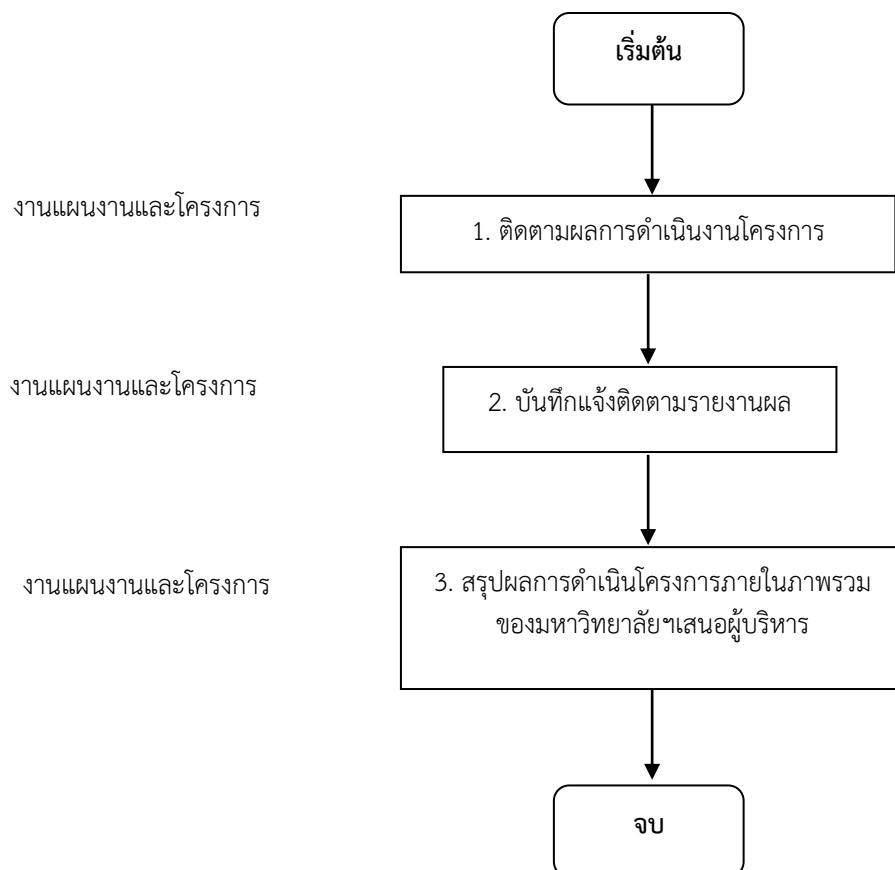 เริ่มต้น
งานแผนงานและโครงการ
1. ติดตามผลการดำเนินงานโครงการ
งานแผนงานและโครงการ
2. บันทึกแจ้งติดตามรายงานผล
งานแผนงานและโครงการ
3. สรุปผลการดำเนินโครงการภายในภาพรวม
ของมหาวิทยาลัยฯเสนอผู้บริหาร
จบ